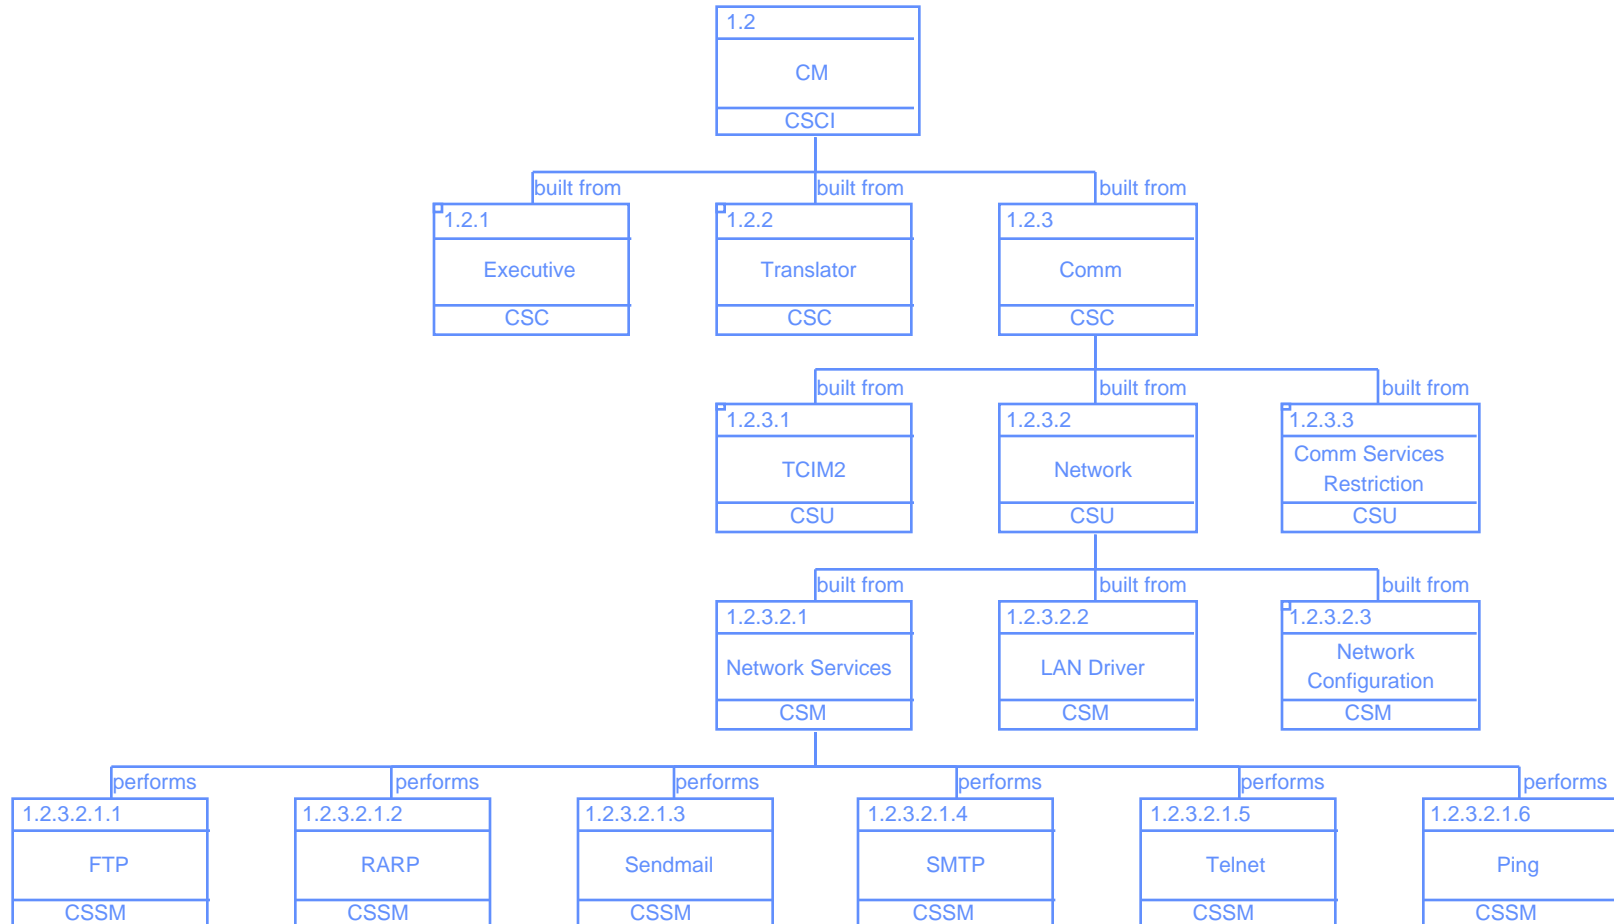 1.2
CM
CSCI
built from
built from
built from
1.2.1
Executive
CSC
1.2.2
Translator
CSC
1.2.3
Comm
CSC
built from
built from
built from
1.2.3.1
TCIM2
CSU
1.2.3.2
Network
CSU
1.2.3.3
Comm Services
Restriction
CSU
built from
built from
built from
1.2.3.2.1
Network Services
CSM
1.2.3.2.2
LAN Driver
CSM
1.2.3.2.3
Network
Configuration
CSM
performs
performs
performs
performs
performs
performs
1.2.3.2.1.1
FTP
CSSM
1.2.3.2.1.2
RARP
CSSM
1.2.3.2.1.3
Sendmail
CSSM
1.2.3.2.1.4
SMTP
CSSM
1.2.3.2.1.5
Telnet
CSSM
1.2.3.2.1.6
Ping
CSSM